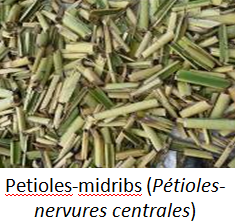 Petioles-midribs (Pétioles-
nervures centrales)